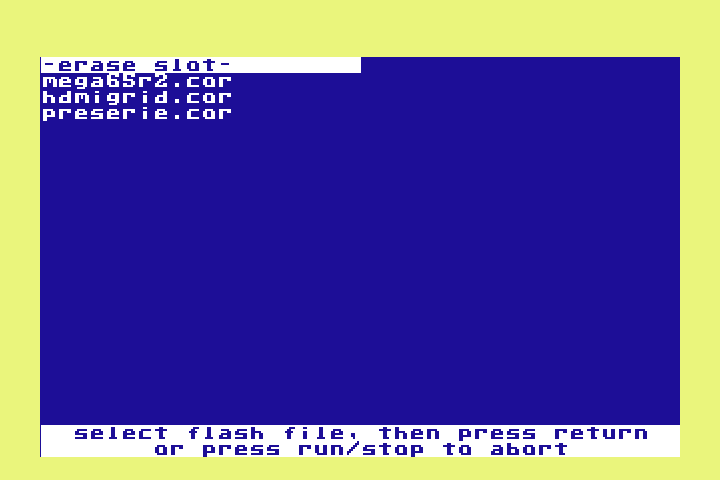 -erase slot-
mega65r2.cor
hdmigrid.cor
preserie.cor
select flash file, then press return
or press run/stop to abort